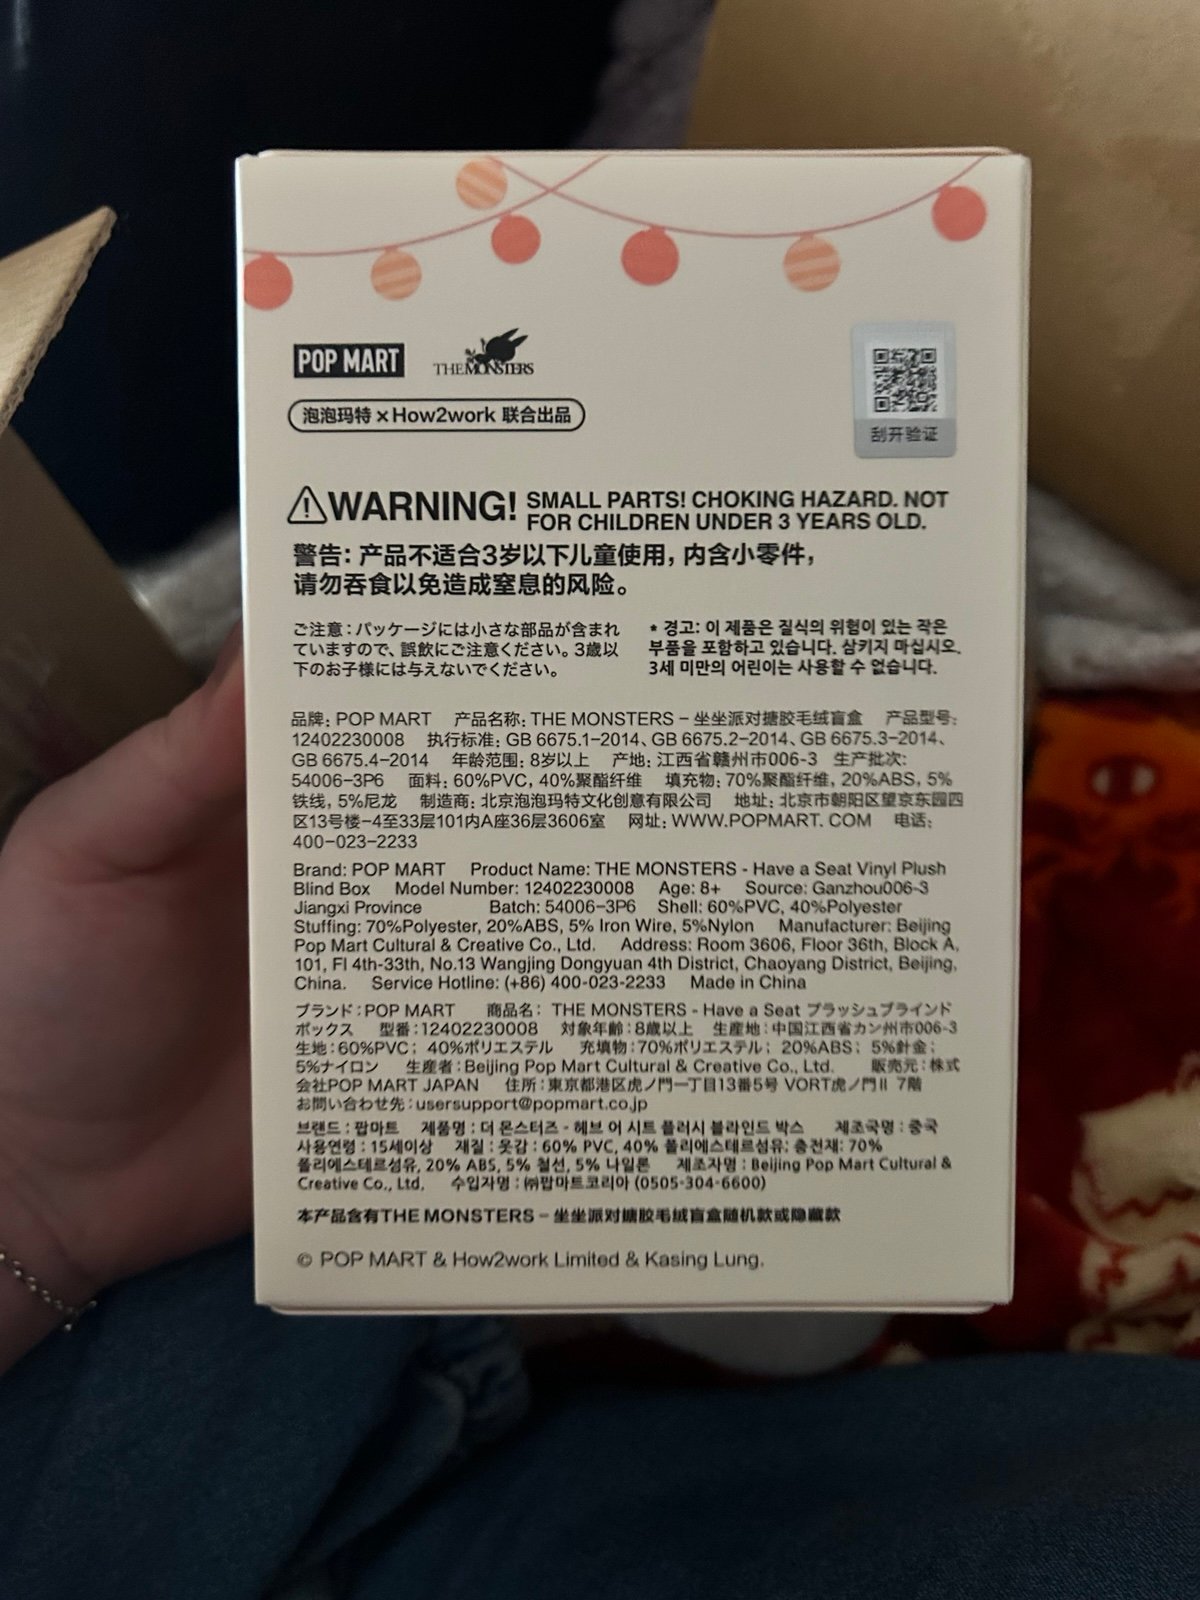 POP MART
THE MONSTERS
泡泡玛特 × How2work 联合出品
刮开验证
WARNING! SMALL PARTS! CHOKING HAZARD. NOT
FOR CHILDREN UNDER 3 YEARS OLD.
警告: 产品不适合3岁以下儿童使用, 内含小零件,
请勿吞食以免造成窒息的风险。
ご注意:パッケージには小さな部品が含まれ
ていますので、誤飲にご注意ください。3歳以
下のお子様には与えないでください。
* 경고: 이 제품은 질식의 위험이 있는 작은
부품을 포함하고 있습니다. 삼키지 마십시오.
3세 미만의 어린이는 사용할 수 없습니다.
品牌: POP MART 产品名称: THE MONSTERS – 坐坐派对搪胶毛绒盲盒 产品型号:
12402230008 执行标准: GB 6675.1–2014、GB 6675.2–2014、GB 6675.3–2014、
GB 6675.4–2014 年龄范围: 8岁以上 产地: 江西省赣州市006-3 生产批次:
54006–3P6 面料: 60%PVC, 40%聚酯纤维 填充物: 70%聚酯纤维, 20%ABS, 5%
铁线, 5%尼龙 制造商: 北京泡泡玛特文化创意有限公司 地址: 北京市朝阳区望京东园四
区13号楼–4至33层101内A座36层3606室 网址: WWW.POPMART. COM 电话:
400–023–2233
Brand: POP MART Product Name: THE MONSTERS - Have a Seat Vinyl Plush
Blind Box Model Number: 12402230008 Age: 8+ Source: Ganzhou006-3
Jiangxi Province Batch: 54006–3P6 Shell: 60%PVC, 40%Polyester
Stuffing: 70%Polyester, 20%ABS, 5% Iron Wire, 5%Nylon Manufacturer: Beijing
Pop Mart Cultural & Creative Co., Ltd. Address: Room 3606, Floor 36th, Block A,
101, Fl 4th-33th, No.13 Wangjing Dongyuan 4th District, Chaoyang District, Beijing,
China. Service Hotline: (+86) 400-023-2233 Made in China
ブランド:POP MART 商品名: THE MONSTERS - Have a Seat プラッシュブラインド
ボックス 型番:12402230008 対象年齢:8歳以上 生産地:中国江西省カン州市006-3
生地:60%PVC; 40%ポリエステル 充填物:70%ポリエステル; 20%ABS; 5%針金;
5%ナイロン 生産者:Beijing Pop Mart Cultural & Creative Co., Ltd. 販売元:株式
会社POP MART JAPAN 住所:東京都港区虎ノ門一丁目13番5号 VORT虎ノ門Ⅱ 7階
お問い合わせ先:usersupport@popmart.co.jp
브랜드 : 팝마트 제품명 : 더 몬스터즈 - 헤브 어 시트 플러시 블라인드 박스 제조국명 : 중국
사용연령 : 15세이상 재질 : 옷감 : 60% PVC, 40% 폴리에스테르섬유; 충전재: 70%
폴리에스테르섬유, 20% ABS, 5% 철선, 5% 나일론 제조자명 : Beijing Pop Mart Cultural &
Creative Co., Ltd. 수입자명 : ㈜팝마트코리아 (0505-304-6600)
本产品含有THE MONSTERS – 坐坐派对搪胶毛绒盲盒随机款或隐藏款
© POP MART & How2work Limited & Kasing Lung.